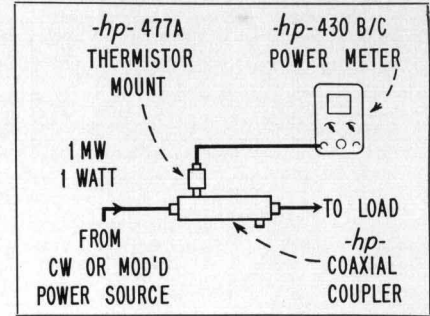 -hp- 477A
THERMISTOR
MOUNT
-hp- 430 B/C
POWER METER
1 MW
1 WATT
FROM
CW OR MOD'D
POWER SOURCE
TO LOAD
-hp-
COAXIAL
COUPLER